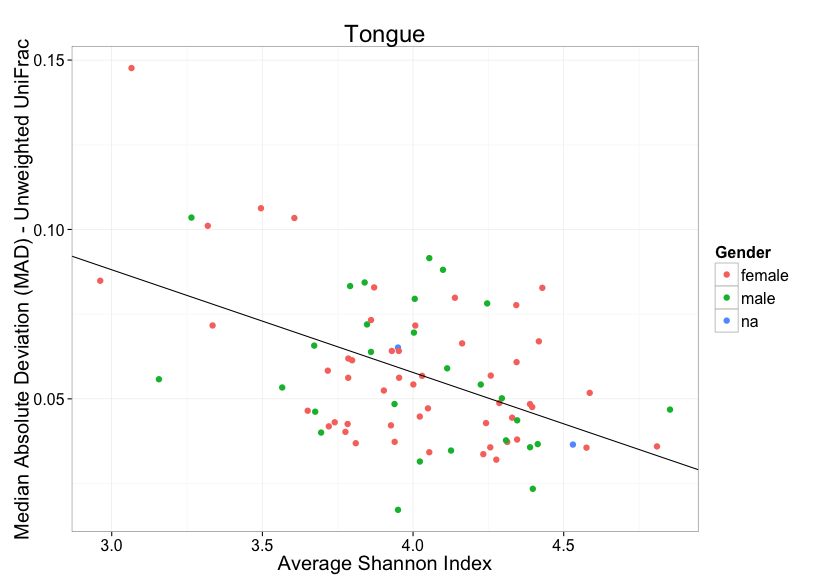 Tongue
Median Absolute Deviation (MAD) - Unweighted UniFrac
0.15
0.10
0.05
3.0 3.5 4.0 4.5
Average Shannon Index
Gender
female
male
na